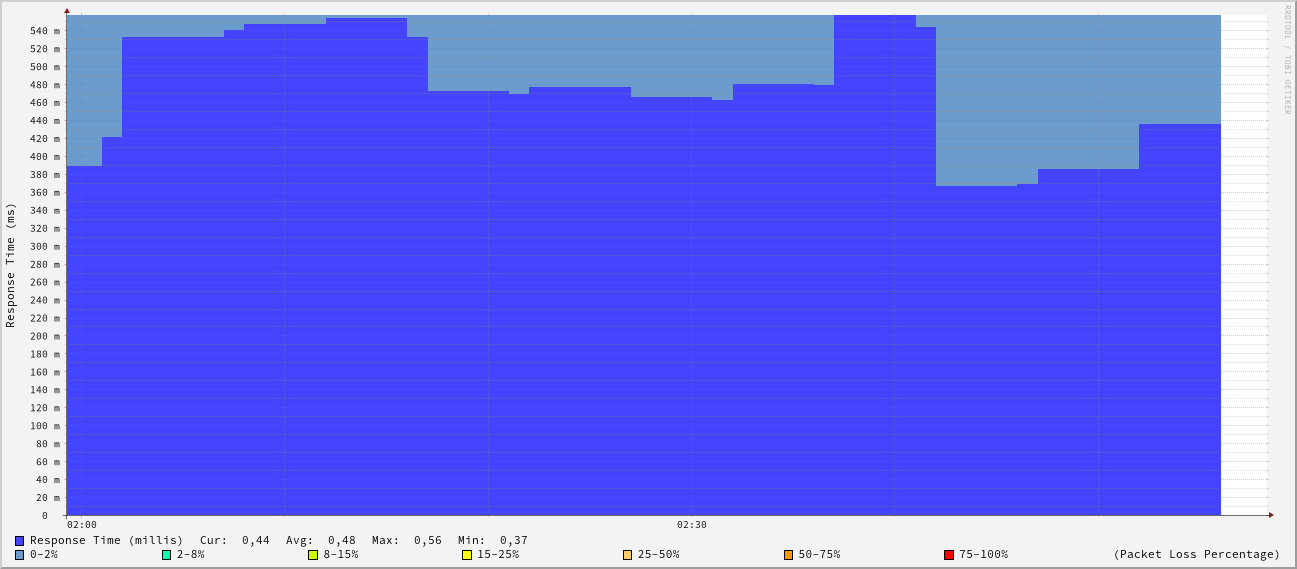 RRDTOOL / TOBI OETIKER
Response Time (ms)
540 m
520 m
500 m
480 m
460 m
440 m
420 m
400 m
380 m
360 m
340 m
320 m
300 m
280 m
260 m
240 m
220 m
200 m
180 m
160 m
140 m
120 m
100 m
80 m
60 m
40 m
20 m
0
02:00 02:30
Response Time (millis) Cur: 0,44 Avg: 0,48 Max: 0,56 Min: 0,37
0-2% 2-8% 8-15% 15-25% 25-50% 50-75% 75-100% (Packet Loss Percentage)